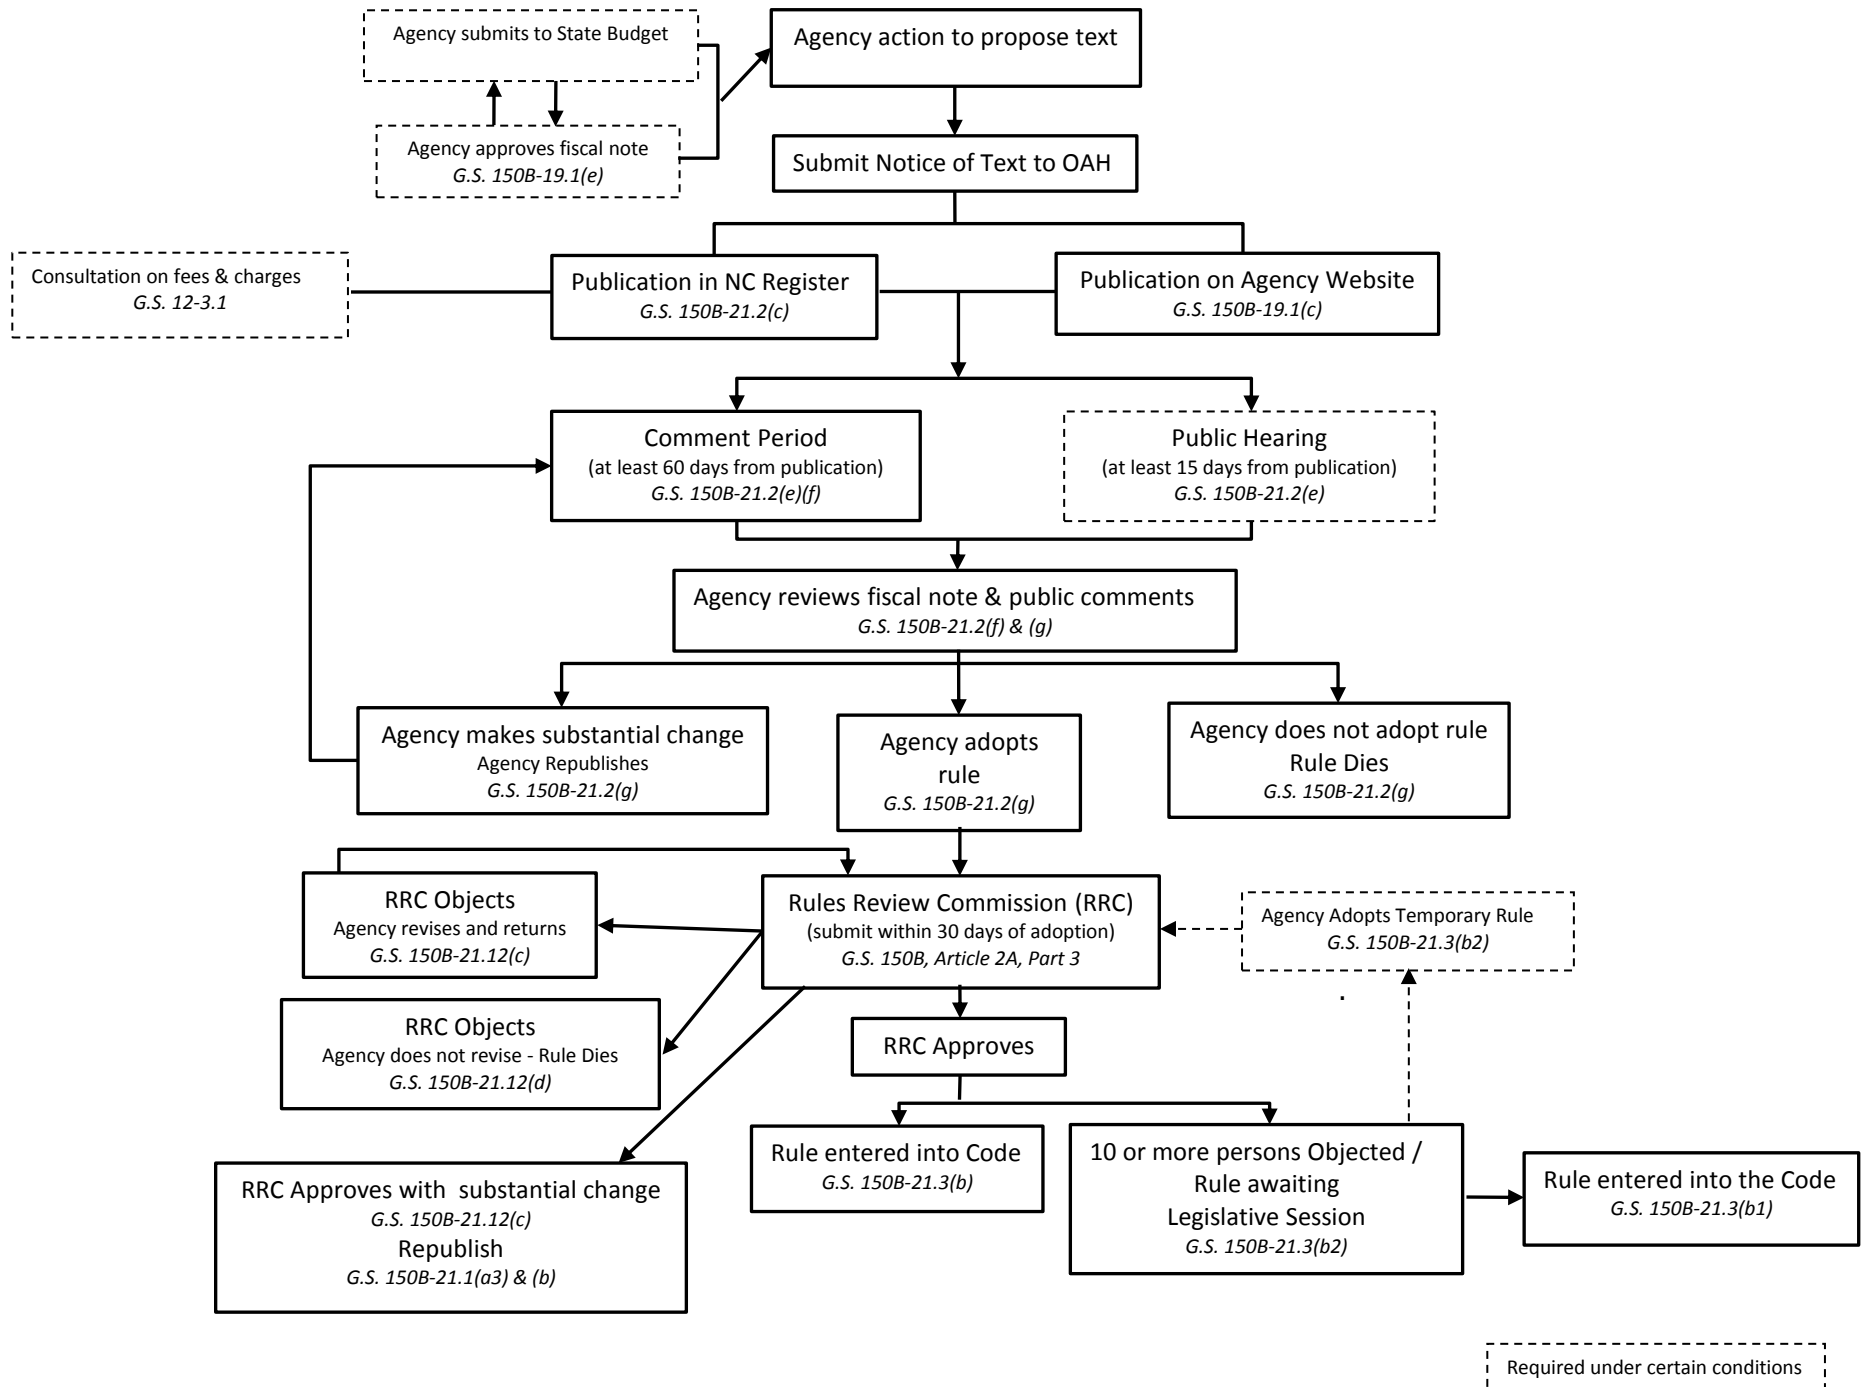 Agency submits to State Budget
Agency action to propose text
Agency approves fiscal note
G.S. 150B-19.1(e)
Submit Notice of Text to OAH
Consultation on fees & charges
G.S. 12-3.1
Publication in NC Register
G.S. 150B-21.2(c)
Publication on Agency Website
G.S. 150B-19.1(c)
Comment Period
(at least 60 days from publication)
G.S. 150B-21.2(e)(f)
Public Hearing
(at least 15 days from publication)
G.S. 150B-21.2(e)
Agency reviews fiscal note & public comments
G.S. 150B-21.2(f) & (g)
Agency makes substantial change
Agency Republishes
G.S. 150B-21.2(g)
Agency adopts
rule
G.S. 150B-21.2(g)
Agency does not adopt rule
Rule Dies
G.S. 150B-21.2(g)
RRC Objects
Agency revises and returns
G.S. 150B-21.12(c)
Rules Review Commission (RRC)
(submit within 30 days of adoption)
G.S. 150B, Article 2A, Part 3
Agency Adopts Temporary Rule
G.S. 150B-21.3(b2)
.
RRC Objects
Agency does not revise - Rule Dies
G.S. 150B-21.12(d)
RRC Approves
RRC Approves with substantial change
G.S. 150B-21.12(c)
Republish
G.S. 150B-21.1(a3) & (b)
Rule entered into Code
G.S. 150B-21.3(b)
10 or more persons Objected /
Rule awaiting
Legislative Session
G.S. 150B-21.3(b2)
Rule entered into the Code
G.S. 150B-21.3(b1)
Required under certain conditions